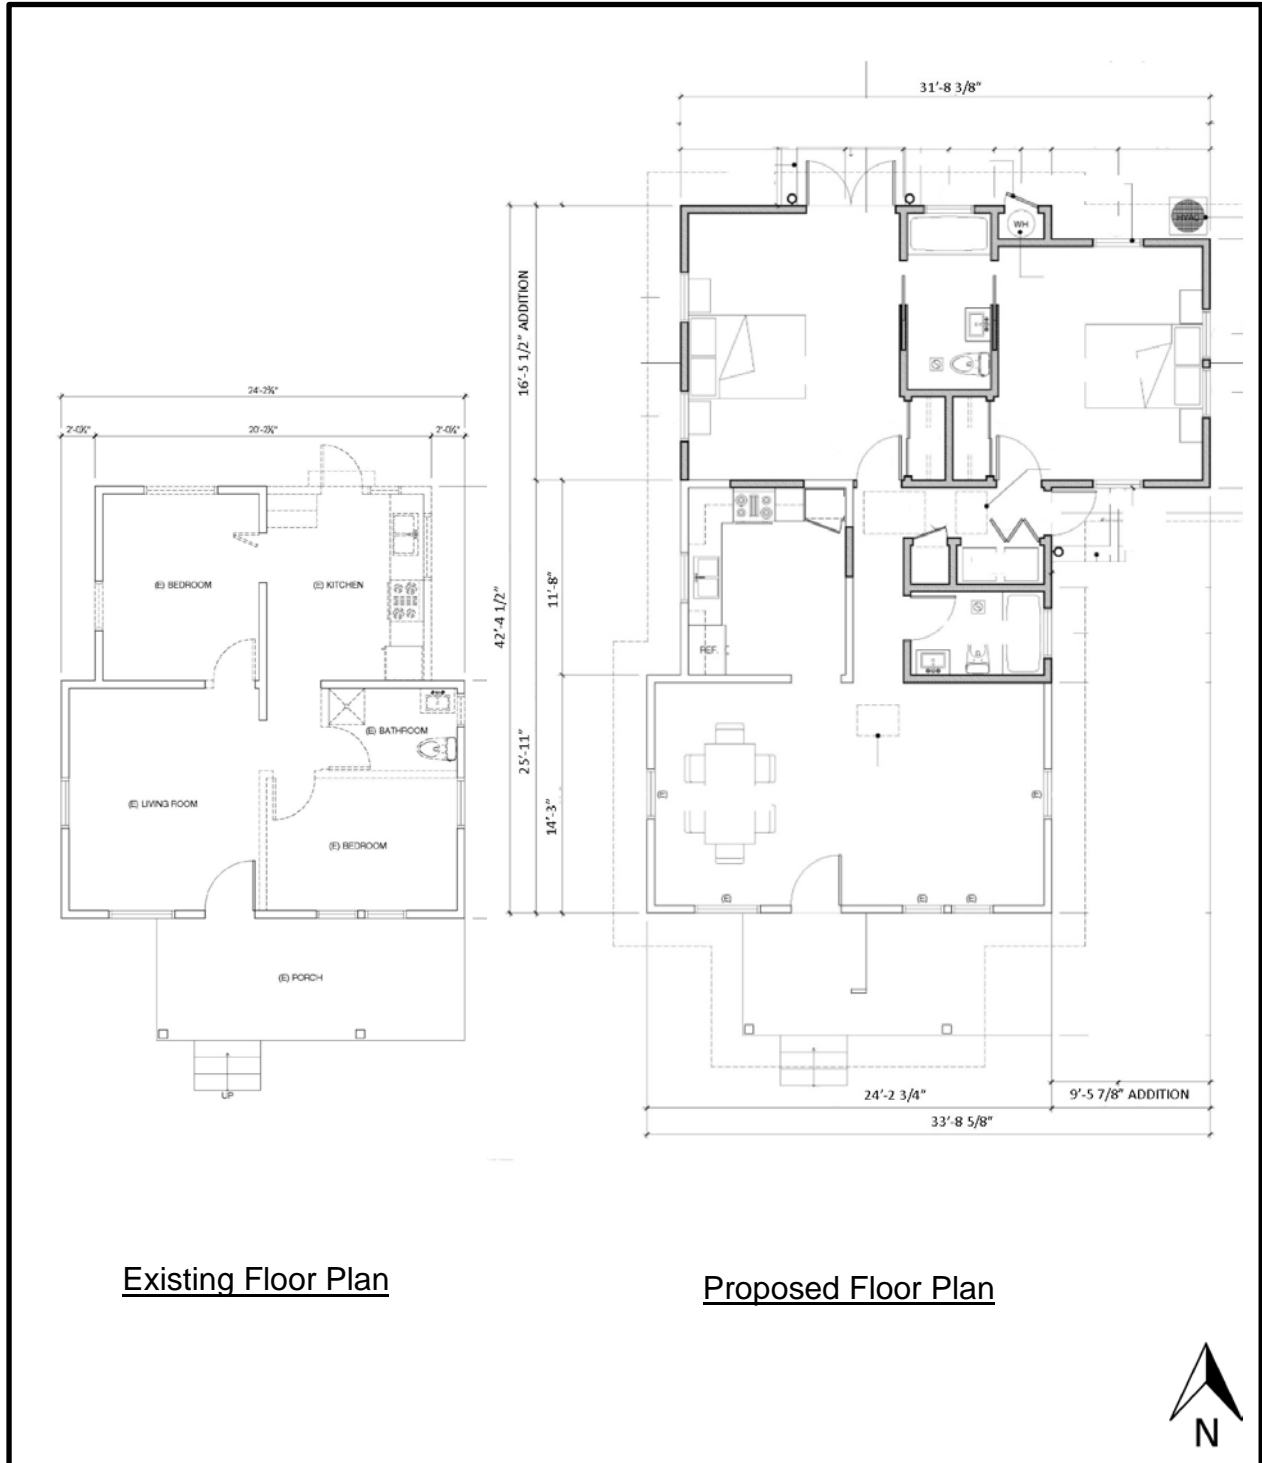 31'-8 3/8"
HVAC
WH
16'-5 1/2" ADDITION
24'-2¾"
2'-0¼"
20'-2¼"
2'-0¼"
(E) BEDROOM
(E) KITCHEN
42'-4 1/2"
11'-8"
REF.
(E) BATHROOM
25'-11"
(E) LIVING ROOM
14'-3"
(E)
(E)
(E) BEDROOM
(E)
(E)
(E)
(E) PORCH
UP
24'-2 3/4"
9'-5 7/8" ADDITION
33'-8 5/8"
Existing Floor Plan
Proposed Floor Plan
N